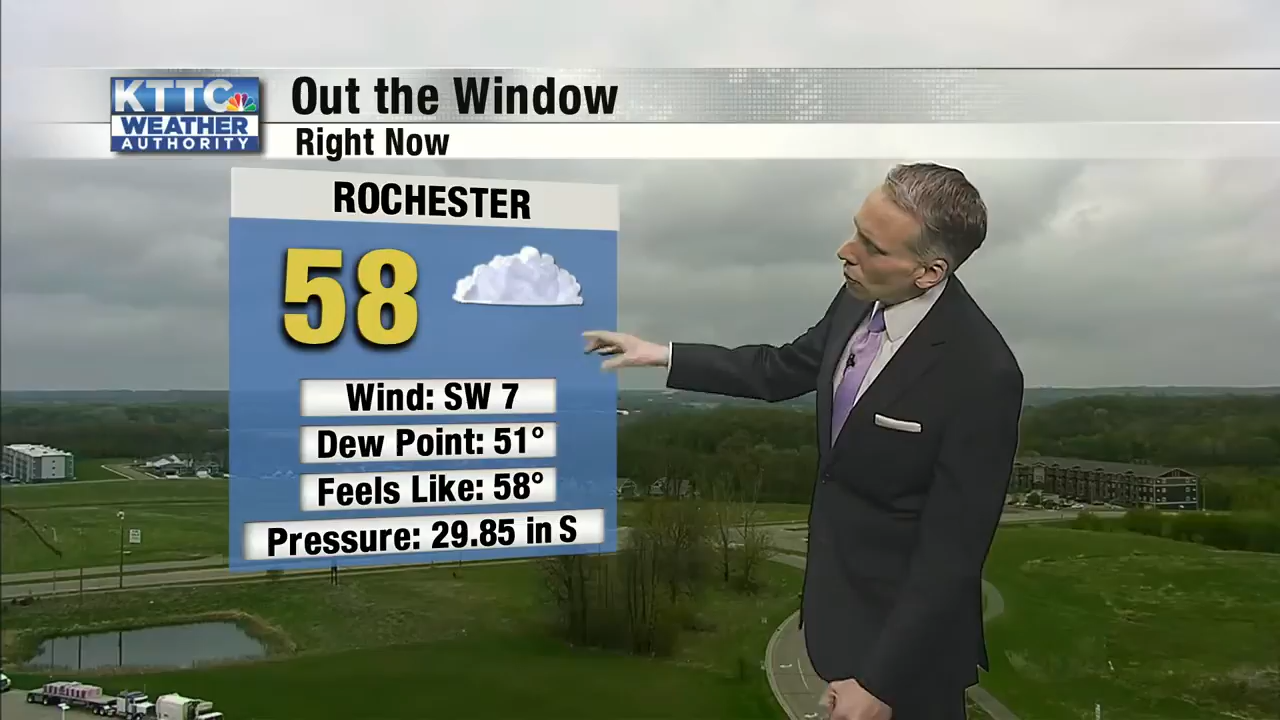 KTTC
WEATHER
AUTHORITY
Out the Window
Right Now
ROCHESTER
58
Wind: SW 7
Dew Point: 51°
Feels Like: 58°
Pressure: 29.85 in S